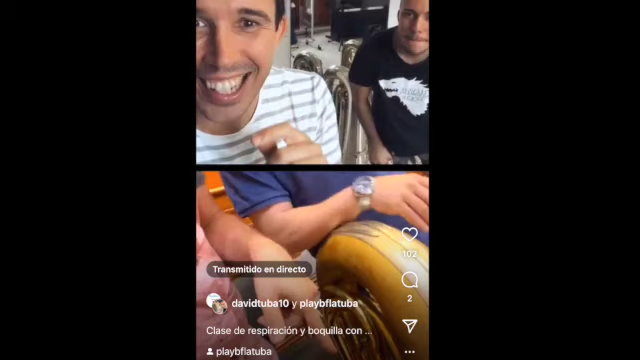 102
Transmitido en directo
2
davidtuba10 y playbflatuba
Clase de respiración y boquilla con ...
playbflatuba